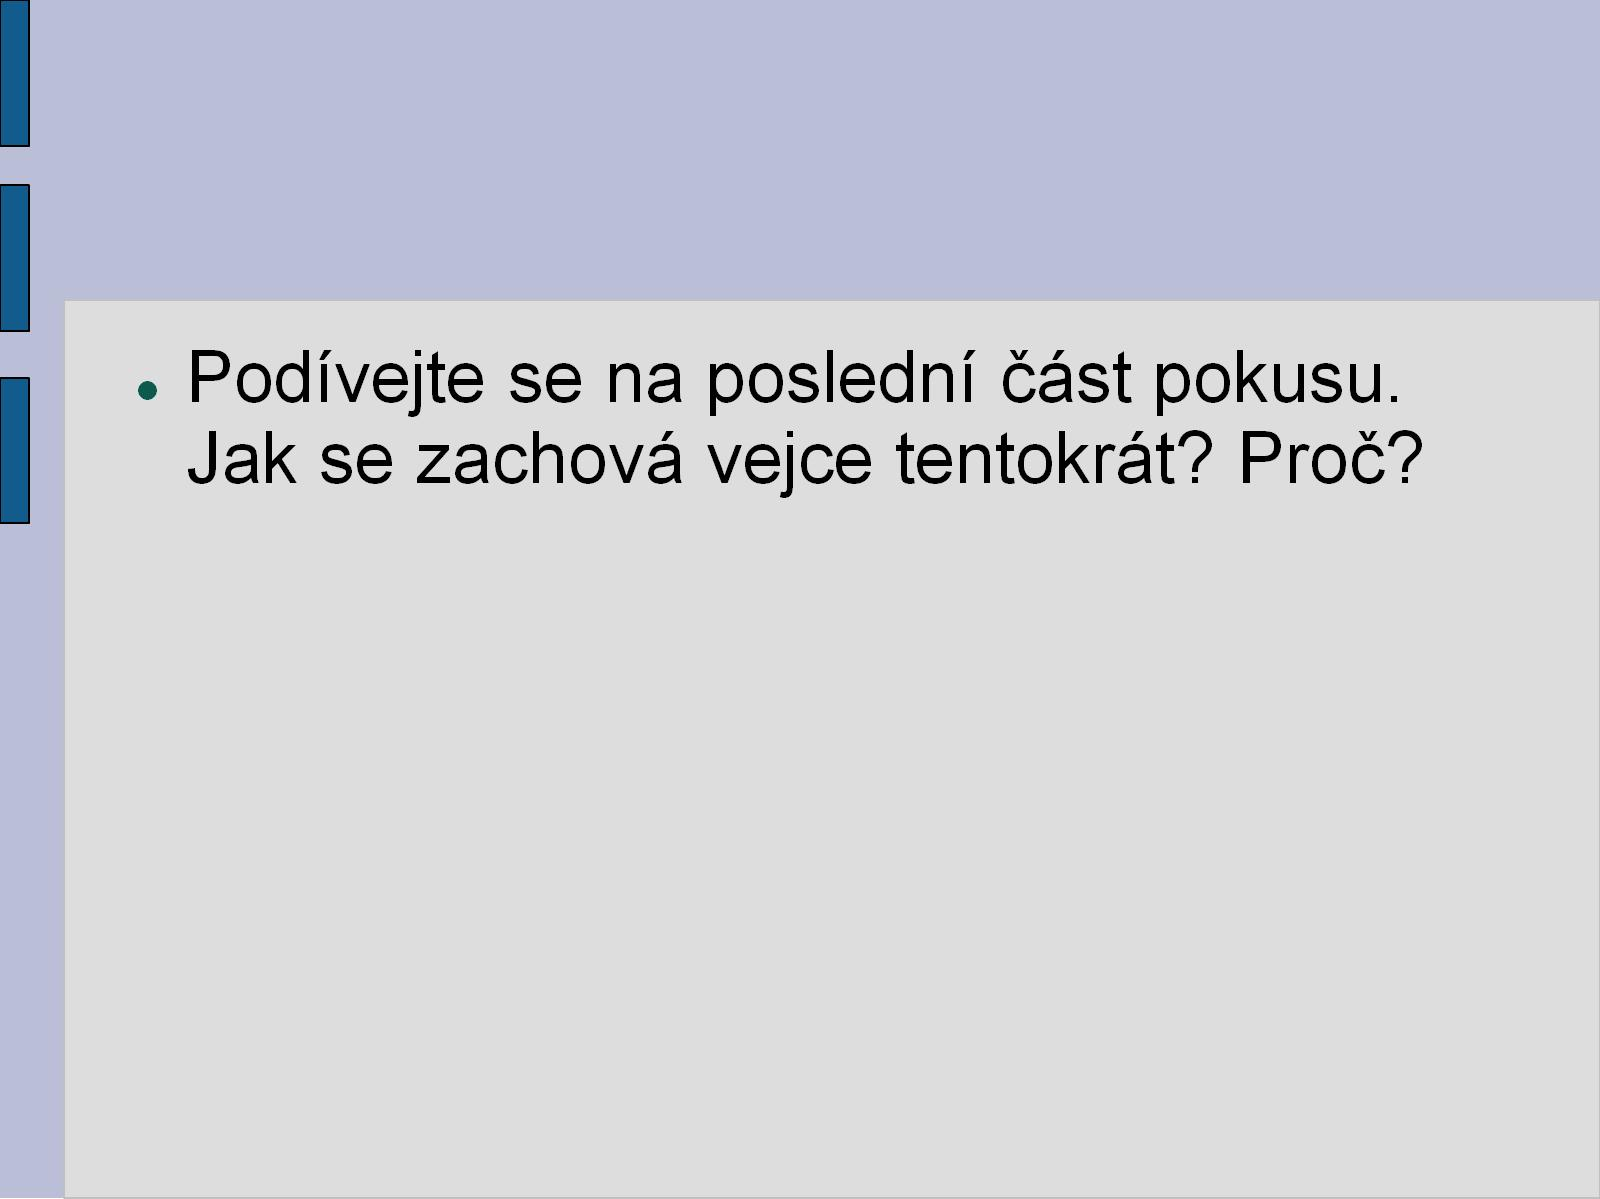 Podívejte se na poslední část pokusu.
Jak se zachová vejce tentokrát? Proč?